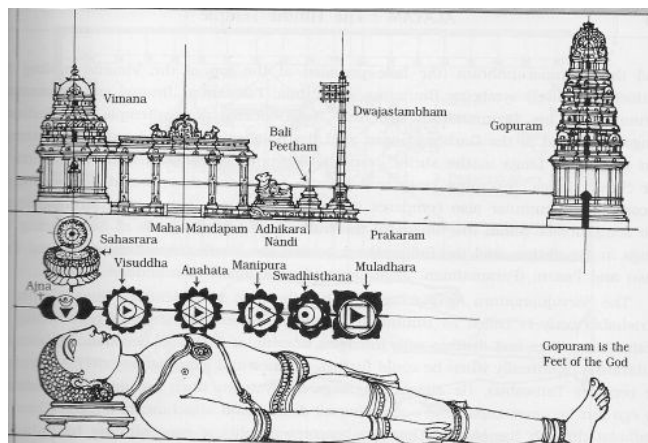 Vimana
Dwajastambham
Gopuram
Bali
Peetham
Maha Mandapam
Adhikara
Nandi
Prakaram
Sahasrara
Visuddha
Anahata
Manipura
Swadhisthana
Muladhara
Ajna
Gopuram is the
Feet of the God